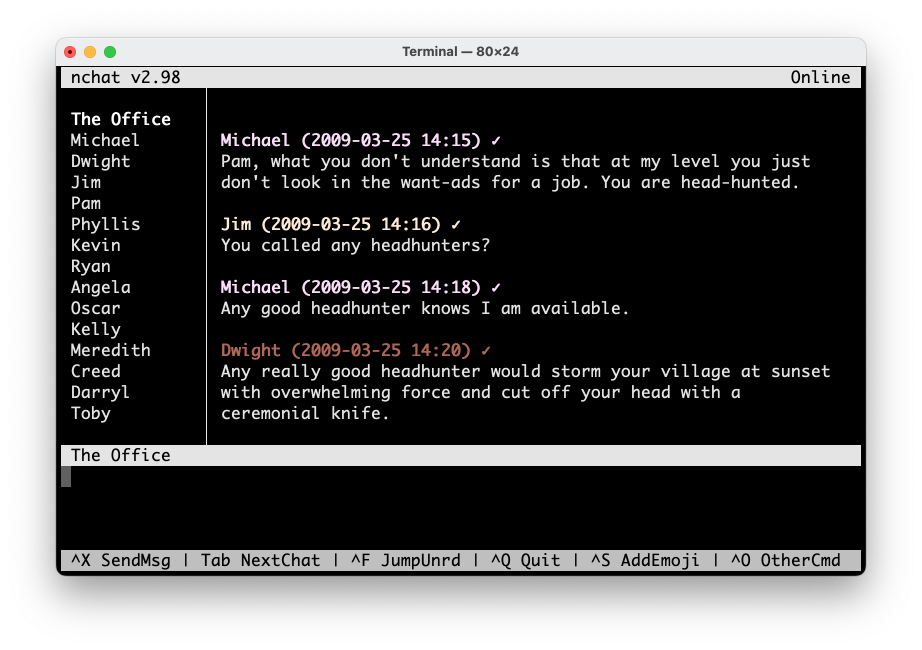 Terminal — 80×24
nchat v2.98 Online
The Office
Michael
Dwight
Jim
Pam
Phyllis
Kevin
Ryan
Angela
Oscar
Kelly
Meredith
Creed
Darryl
Toby
Michael (2009-03-25 14:15) ✓
Pam, what you don't understand is that at my level you just
don't look in the want-ads for a job. You are head-hunted.
Jim (2009-03-25 14:16) ✓
You called any headhunters?
Michael (2009-03-25 14:18) ✓
Any good headhunter knows I am available.
Dwight (2009-03-25 14:20) ✓
Any really good headhunter would storm your village at sunset
with overwhelming force and cut off your head with a
ceremonial knife.
The Office
^X SendMsg | Tab NextChat | ^F JumpUnrd | ^Q Quit | ^S AddEmoji | ^O OtherCmd